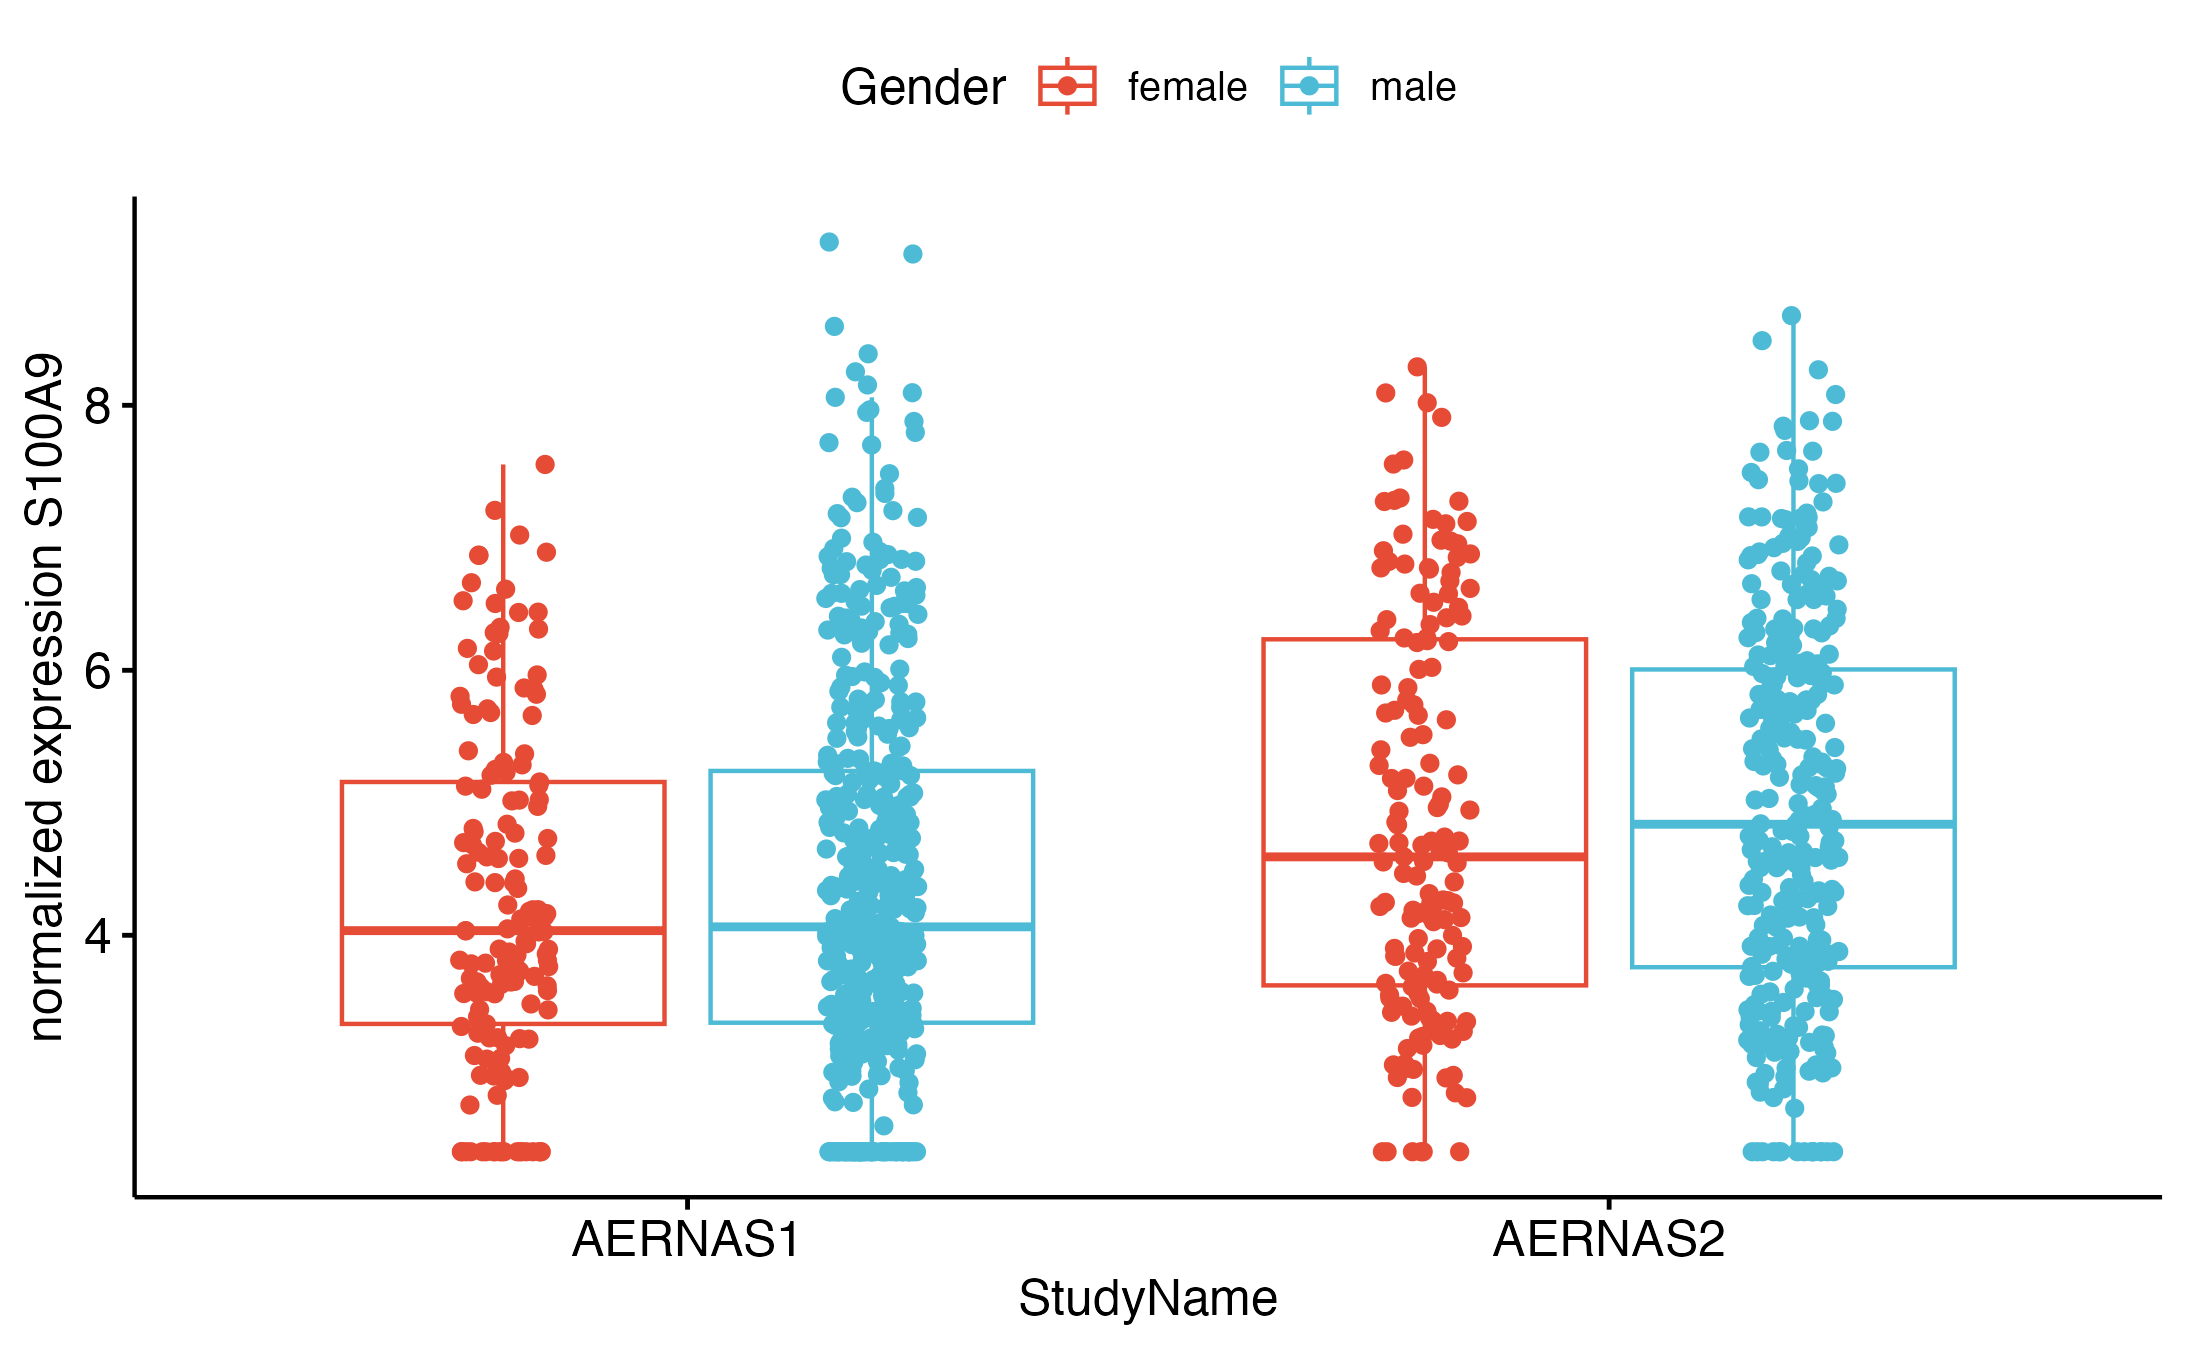 Gender female male
normalized expression S100A9
8
6
4
AERNAS1 AERNAS2
StudyName